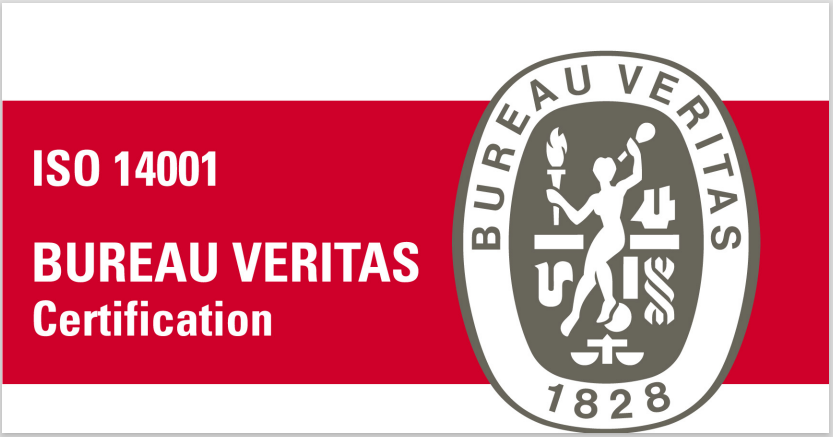 ISO 14001
BUREAU VERITAS
Certification
BUREAU VERITAS
1828